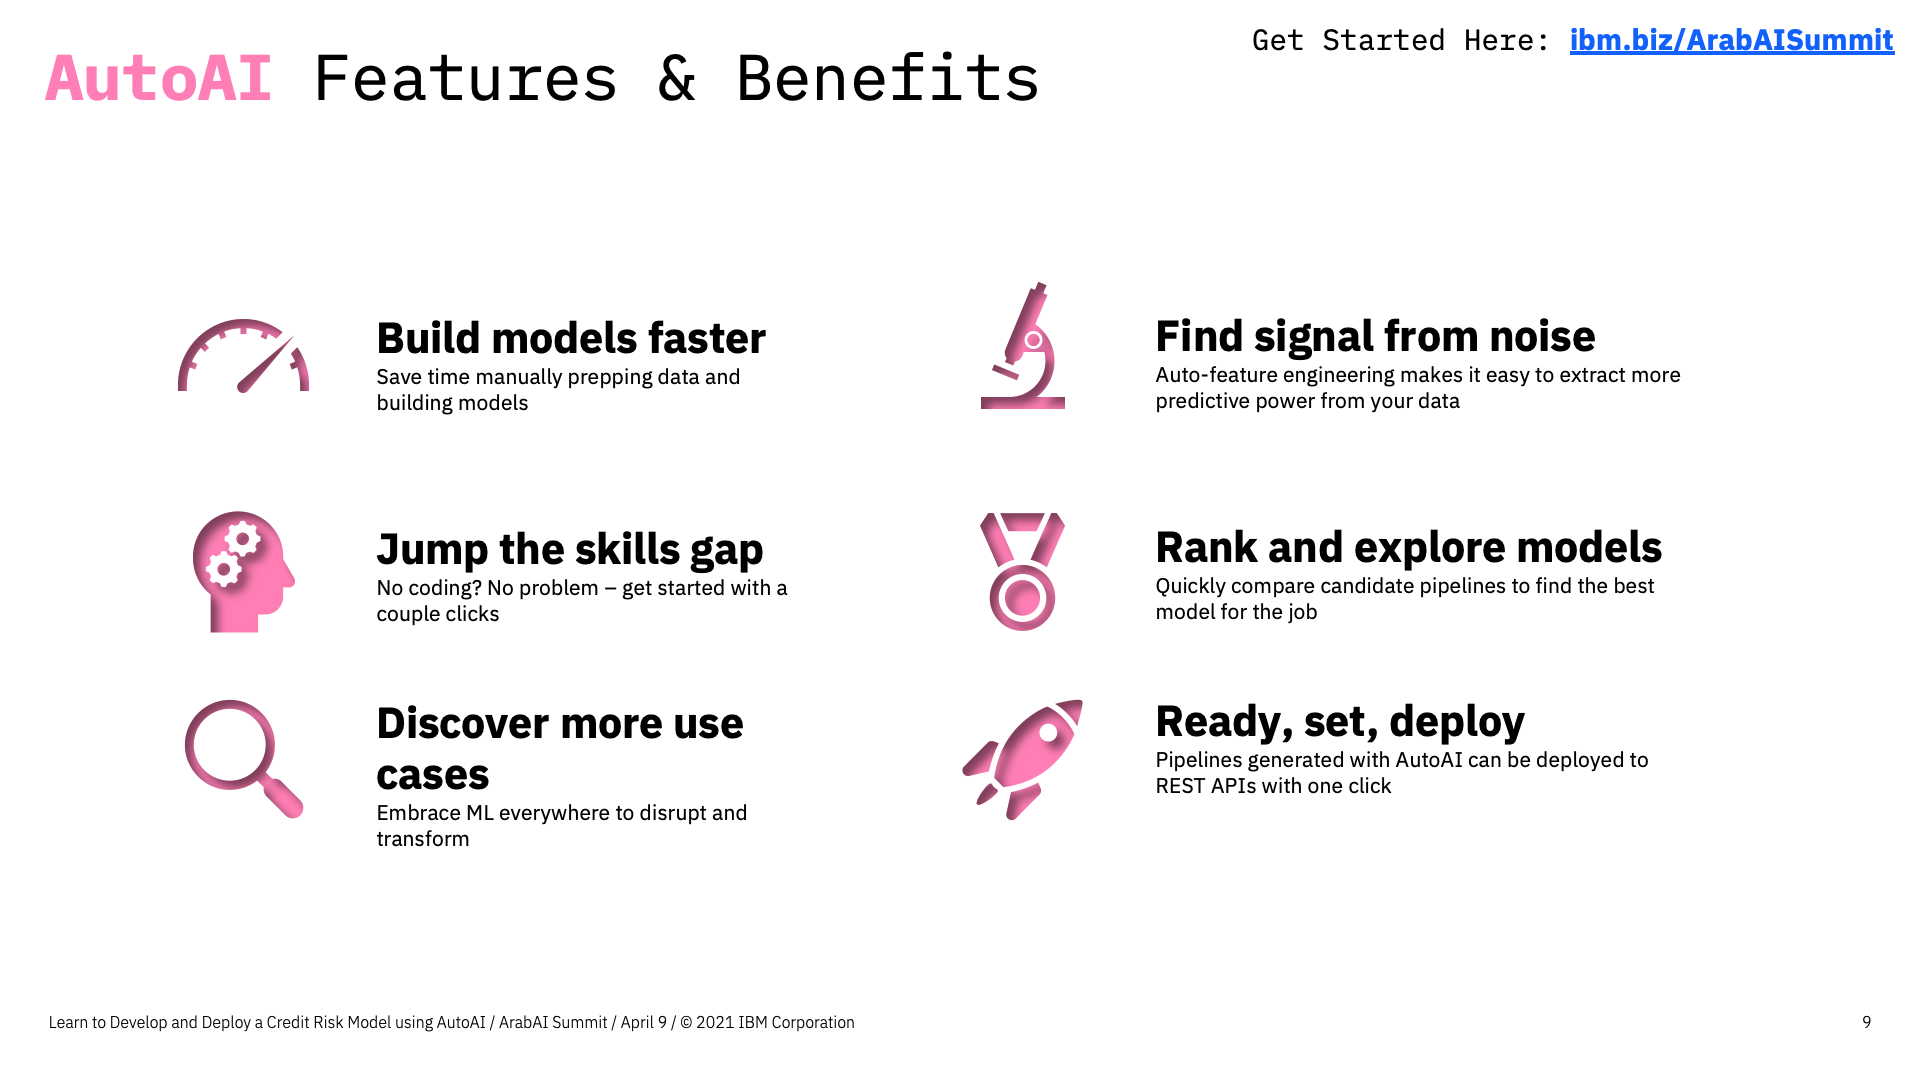 AutoAI Features & Benefits
Get Started Here: ibm.biz/ArabAISummit
Build models faster
Save time manually prepping data and
building models
Find signal from noise
Auto-feature engineering makes it easy to extract more
predictive power from your data
Jump the skills gap
No coding? No problem – get started with a
couple clicks
Rank and explore models
Quickly compare candidate pipelines to find the best
model for the job
Discover more use
cases
Embrace ML everywhere to disrupt and
transform
Ready, set, deploy
Pipelines generated with AutoAI can be deployed to
REST APIs with one click
Learn to Develop and Deploy a Credit Risk Model using AutoAI / ArabAI Summit / April 9 / © 2021 IBM Corporation
9